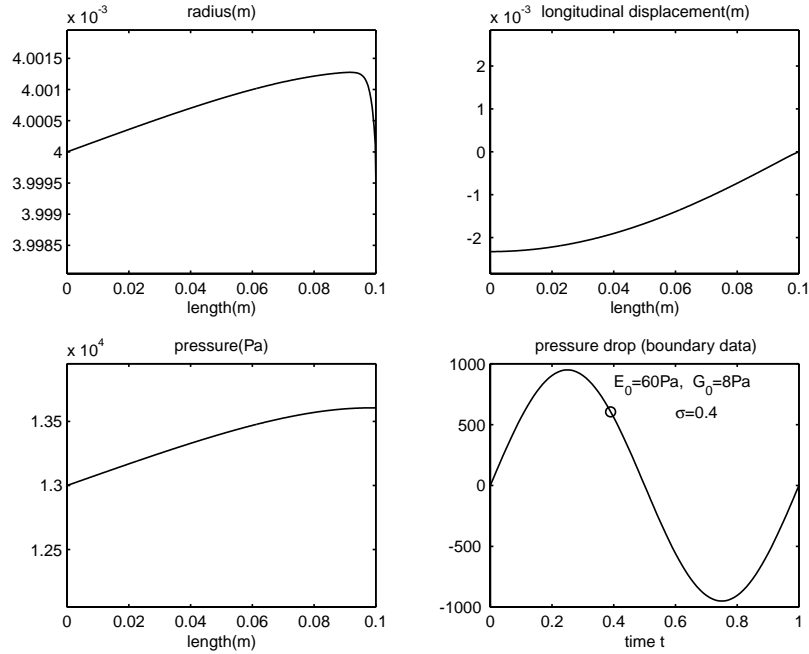 radius(m)
x 10⁻³
4.0015
4.001
4.0005
4
3.9995
3.999
3.9985
0 0.02 0.04 0.06 0.08 0.1
length(m)
longitudinal displacement(m)
x 10⁻³
2
1
0
-1
-2
0 0.02 0.04 0.06 0.08 0.1
length(m)
pressure(Pa)
x 10⁴
1.35
1.3
1.25
0 0.02 0.04 0.06 0.08 0.1
length(m)
pressure drop (boundary data)
1000
500
0
-500
-1000
E₀=60Pa, G₀=8Pa
σ=0.4
0 0.2 0.4 0.6 0.8 1
time t